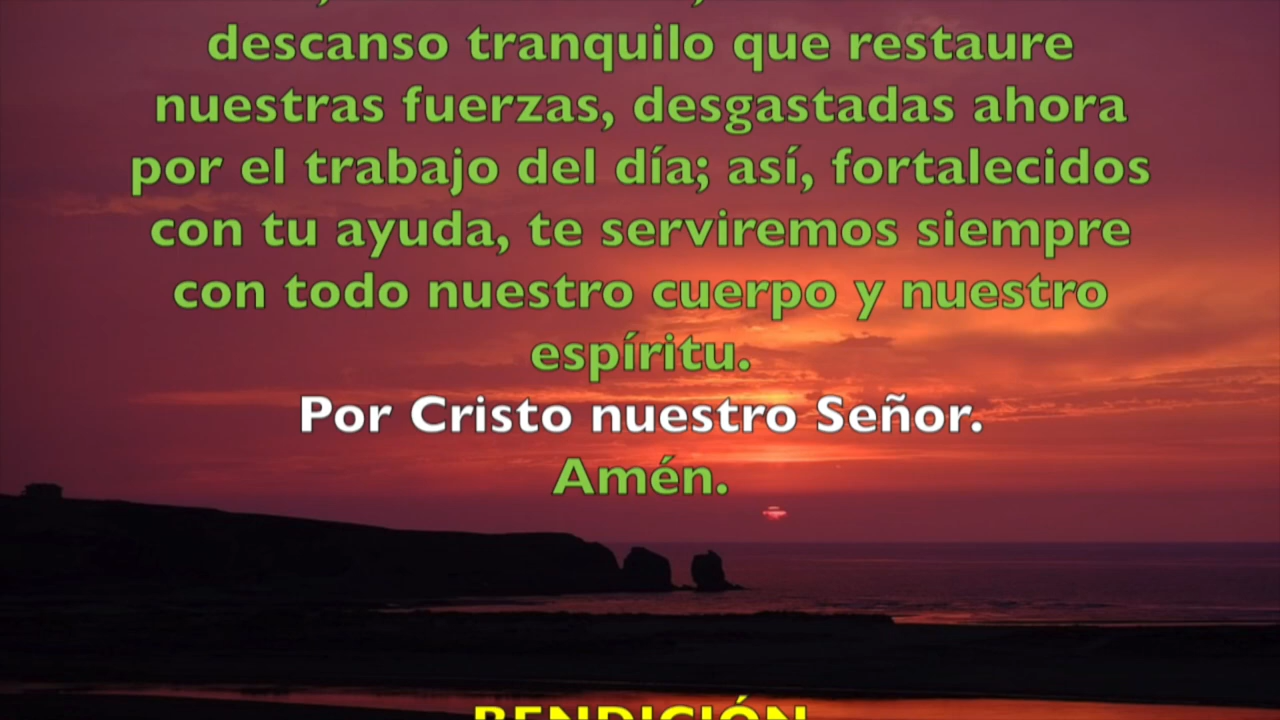 descanso tranquilo que restaure
nuestras fuerzas, desgastadas ahora
por el trabajo del día; así, fortalecidos
con tu ayuda, te serviremos siempre
con todo nuestro cuerpo y nuestro
espíritu.
Por Cristo nuestro Señor.
Amén.
BENDICIÓN